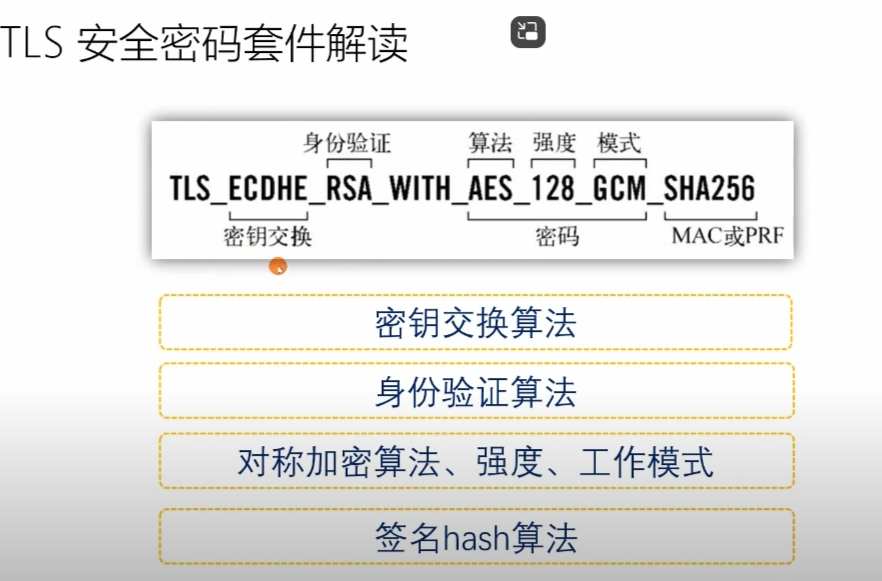 TLS 安全密码套件解读
身份验证 算法 强度 模式
TLS_ECDHE_RSA_WITH_AES_128_GCM_SHA256
密钥交换 密码 MAC或PRF
密钥交换算法
身份验证算法
对称加密算法、强度、工作模式
签名hash算法